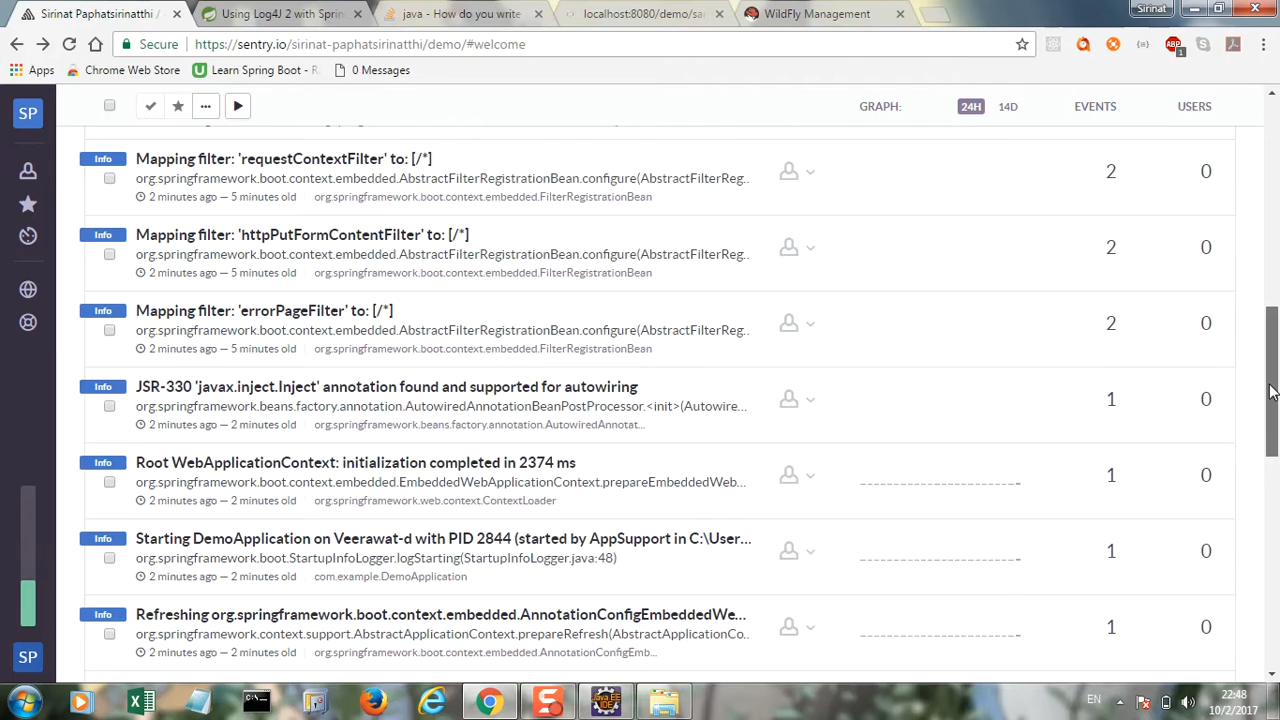 Sirinat Paphatsirinatthi /
Using Log4J 2 with Sprin
java - How do you write
localhost:8080/demo/sa
WildFly Management
Sirinat
Secure
https://sentry.io/sirinat-paphatsirinatthi/demo/#welcome
ABP
1
Apps
Chrome Web Store
Learn Spring Boot - R
0 Messages
SP
GRAPH:
24H
14D
EVENTS
USERS
Info
Mapping filter: 'requestContextFilter' to: [/*]
org.springframework.boot.context.embedded.AbstractFilterRegistrationBean.configure(AbstractFilterReg..
2 minutes ago — 5 minutes old
org.springframework.boot.context.embedded.FilterRegistrationBean
2
0
Info
Mapping filter: 'httpPutFormContentFilter' to: [/*]
org.springframework.boot.context.embedded.AbstractFilterRegistrationBean.configure(AbstractFilterReg..
2 minutes ago — 5 minutes old
org.springframework.boot.context.embedded.FilterRegistrationBean
2
0
Info
Mapping filter: 'errorPageFilter' to: [/*]
org.springframework.boot.context.embedded.AbstractFilterRegistrationBean.configure(AbstractFilterReg..
2 minutes ago — 5 minutes old
org.springframework.boot.context.embedded.FilterRegistrationBean
2
0
Info
JSR-330 'javax.inject.Inject' annotation found and supported for autowiring
org.springframework.beans.factory.annotation.AutowiredAnnotationBeanPostProcessor.<init>(Autowire...
2 minutes ago — 2 minutes old
org.springframework.beans.factory.annotation.AutowiredAnnotat...
1
0
Info
Root WebApplicationContext: initialization completed in 2374 ms
org.springframework.boot.context.embedded.EmbeddedWebApplicationContext.prepareEmbeddedWeb...
2 minutes ago — 2 minutes old
org.springframework.web.context.ContextLoader
1
0
Info
Starting DemoApplication on Veerawat-d with PID 2844 (started by AppSupport in C:\User...
org.springframework.boot.StartupInfoLogger.logStarting(StartupInfoLogger.java:48)
2 minutes ago — 2 minutes old
com.example.DemoApplication
1
0
Info
Refreshing org.springframework.boot.context.embedded.AnnotationConfigEmbeddedWe...
org.springframework.context.support.AbstractApplicationContext.prepareRefresh(AbstractApplicationCo...
2 minutes ago — 2 minutes old
org.springframework.boot.context.embedded.AnnotationConfigEmb...
1
0
SP
Java EE
IDE
EN
22:48
10/2/2017